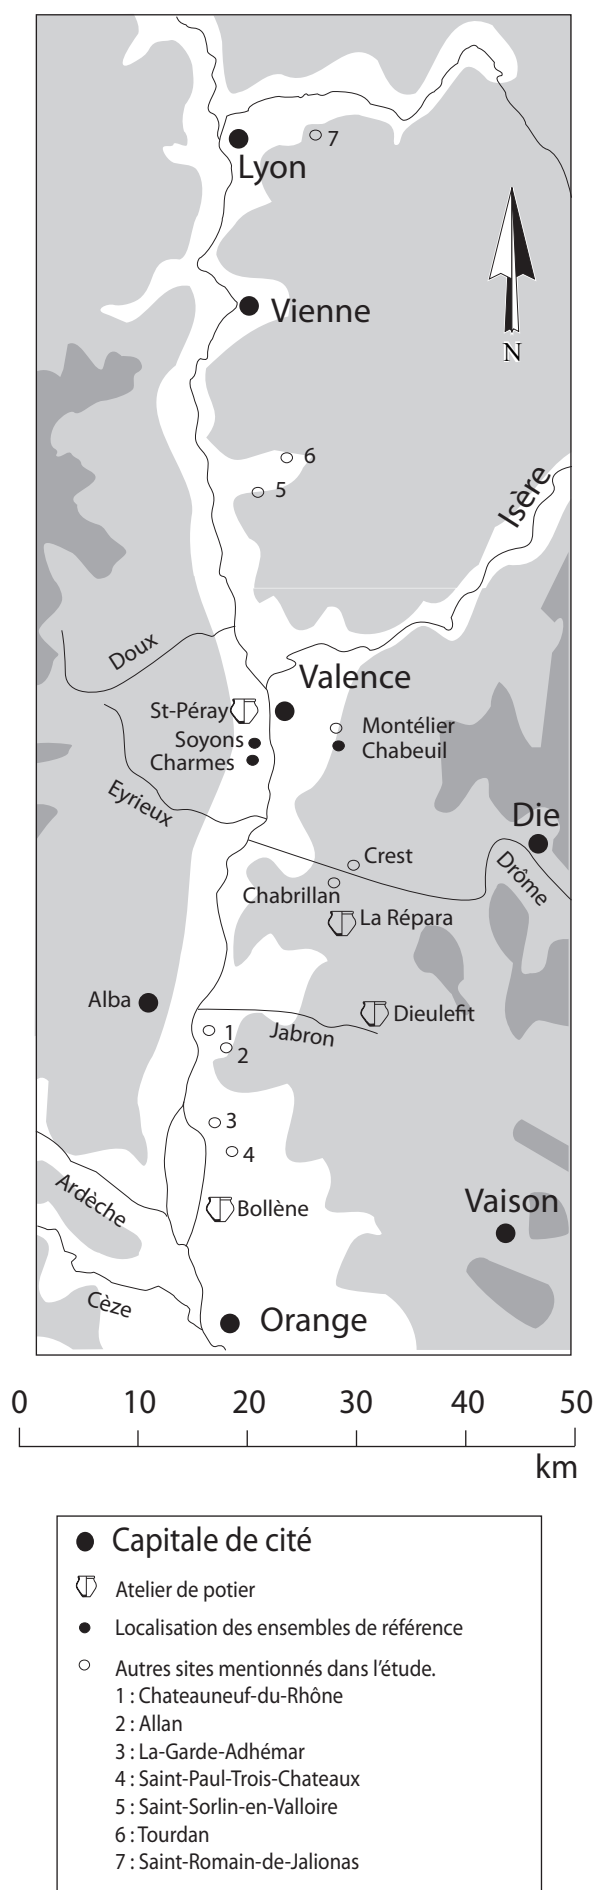 7
Lyon
N
Vienne
6
5
Isère
Doux
Valence
St-Péray
Montélier
Soyons
Chabeuil
Charmes
Eyrieux
Die
Crest
Drôme
Chabrillan
La Répara
Alba
Dieulefit
1
Jabron
2
3
4
Ardèche
Vaison
Bollène
Cèze
Orange
0 10 20 30 40 50
km
Capitale de cité
Atelier de potier
Localisation des ensembles de référence
Autres sites mentionnés dans l'étude.
1 : Chateauneuf-du-Rhône
2 : Allan
3 : La-Garde-Adhémar
4 : Saint-Paul-Trois-Chateaux
5 : Saint-Sorlin-en-Valloire
6 : Tourdan
7 : Saint-Romain-de-Jalionas